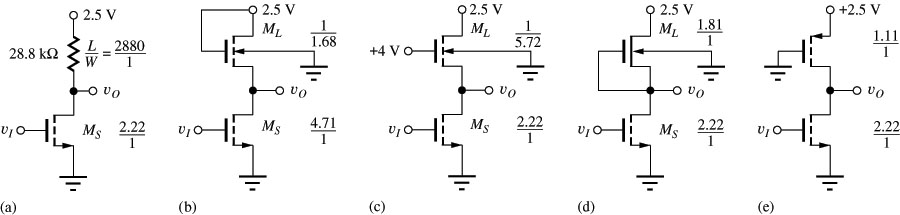 2.5 V
28.8 kΩ L/W = 2880/1
v_O
v_I
M_S 2.22/1
(a)
2.5 V
M_L 1/1.68
v_O
v_I
M_S 4.71/1
(b)
2.5 V
M_L 1/5.72
+4 V
v_O
v_I
M_S 2.22/1
(c)
2.5 V
M_L 1.81/1
v_O
v_I
M_S 2.22/1
(d)
+2.5 V
1.11/1
v_O
v_I
2.22/1
(e)